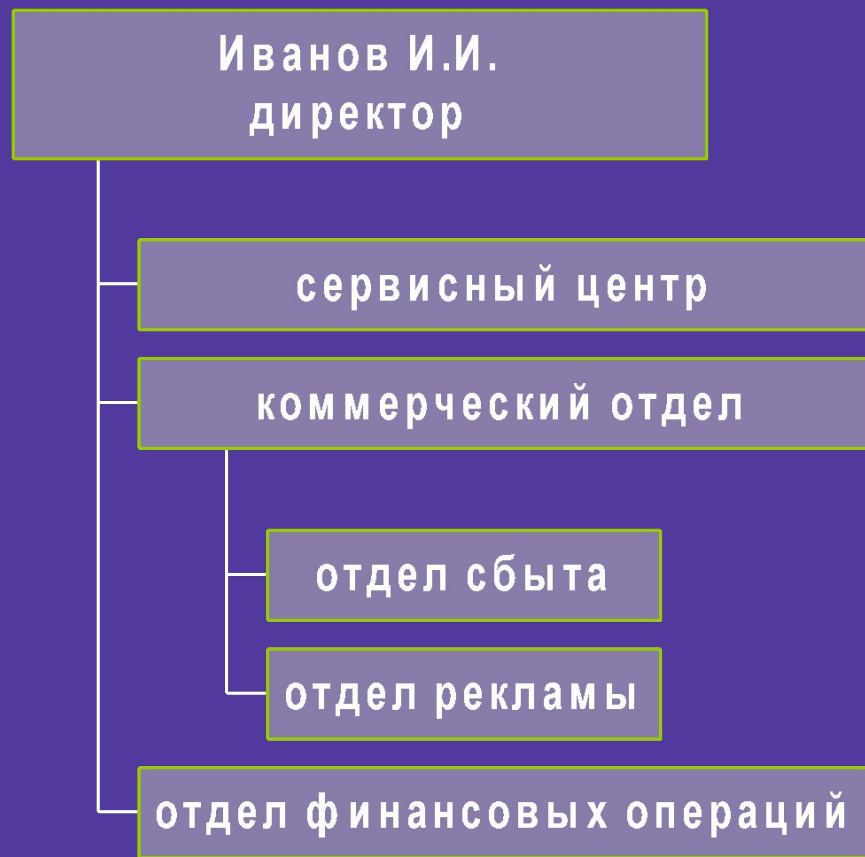 Иванов И.И.
директор
сервисный центр
коммерческий отдел
отдел сбыта
отдел рекламы
отдел финансовых операций